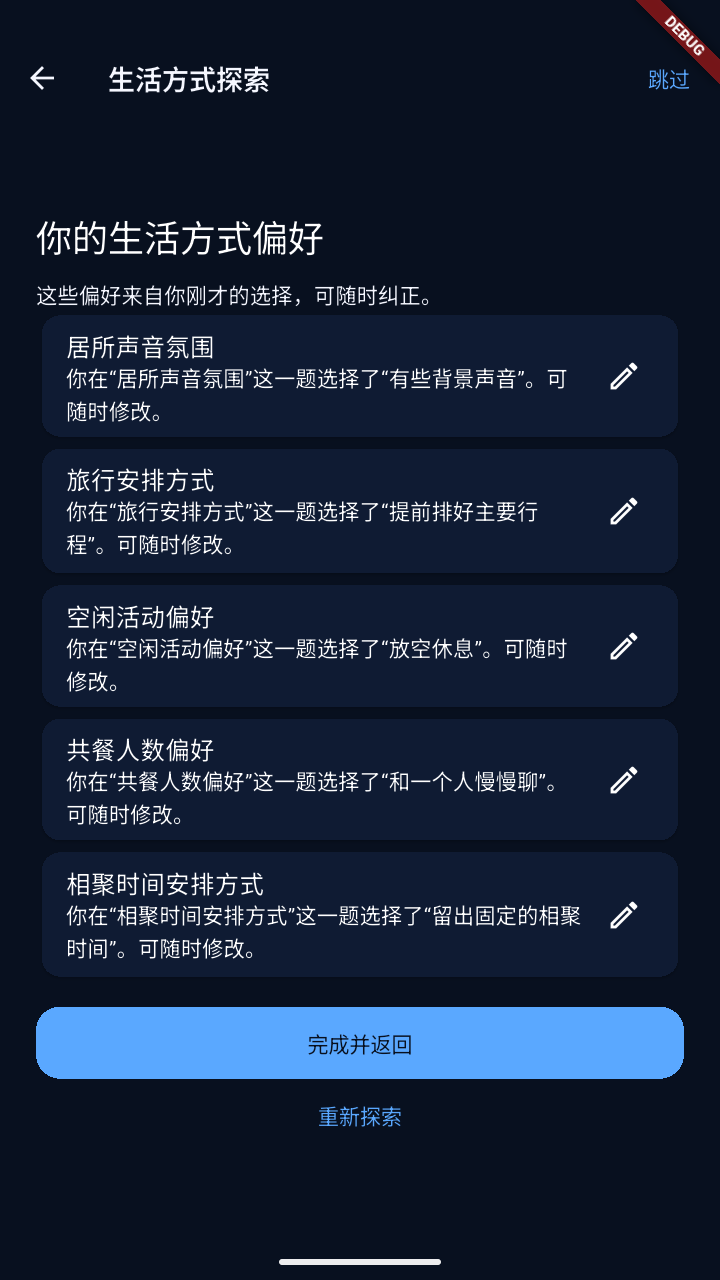 DEBUG
生活方式探索
跳过
你的生活方式偏好
这些偏好来自你刚才的选择，可随时纠正。
居所声音氛围
你在“居所声音氛围”这一题选择了“有些背景声音”。可
随时修改。
旅行安排方式
你在“旅行安排方式”这一题选择了“提前排好主要行
程”。可随时修改。
空闲活动偏好
你在“空闲活动偏好”这一题选择了“放空休息”。可随时
修改。
共餐人数偏好
你在“共餐人数偏好”这一题选择了“和一个人慢慢聊”。
可随时修改。
相聚时间安排方式
你在“相聚时间安排方式”这一题选择了“留出固定的相聚
时间”。可随时修改。
完成并返回
重新探索